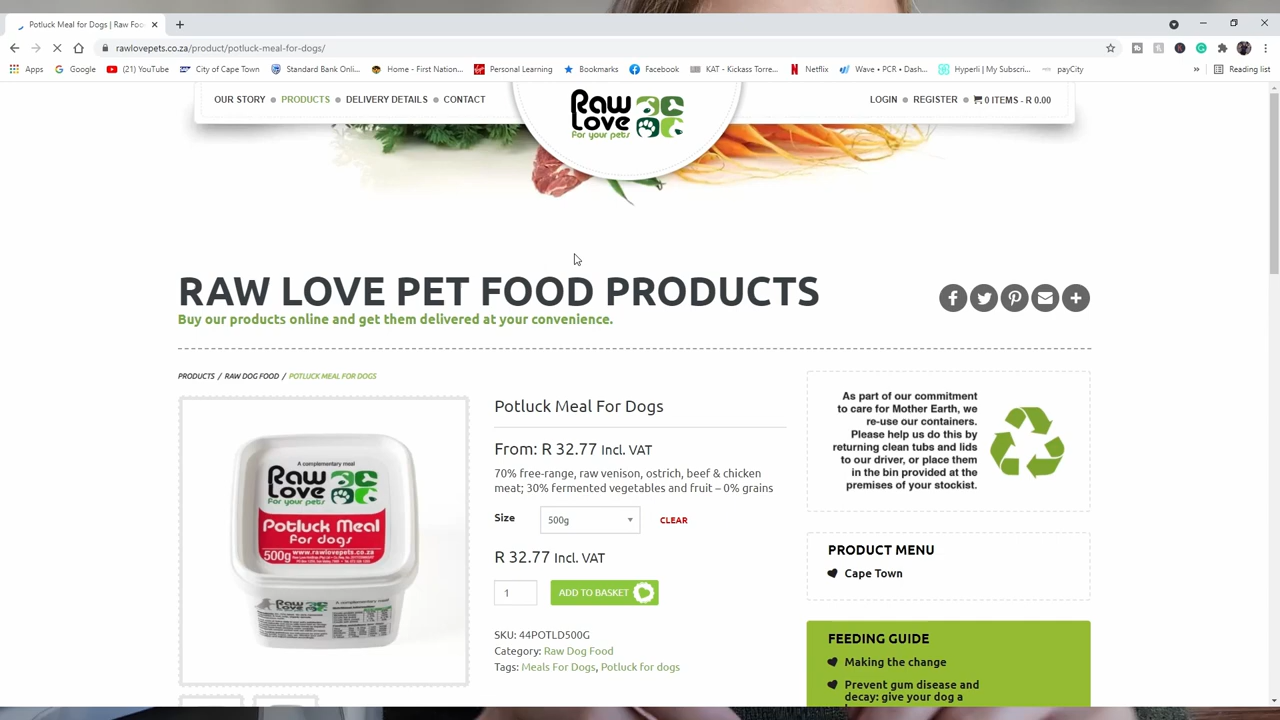 Potluck Meal for Dogs | Raw Foo
rawlovepets.co.za/product/potluck-meal-for-dogs/
Apps
Google
(21) YouTube
City of Cape Town
Standard Bank Onli...
Home - First Nation...
Personal Learning
Bookmarks
Facebook
KAT - Kickass Torre...
Netflix
Wave • PCR • Dash...
Hyperli | My Subscri...
payCity
»
Reading list
OUR STORY
PRODUCTS
DELIVERY DETAILS
CONTACT
Raw
Love
For your pets
LOGIN
REGISTER
0 ITEMS - R 0.00
RAW LOVE PET FOOD PRODUCTS
Buy our products online and get them delivered at your convenience.
PRODUCTS / RAW DOG FOOD / POTLUCK MEAL FOR DOGS
A complementary meal
Raw
Love
For your pets
Potluck Meal
For dogs
500g
www.rawlovepets.co.za
Raw
Love
Potluck Meal For Dogs
From: R 32.77 Incl. VAT
70% free-range, raw venison, ostrich, beef & chicken
meat; 30% fermented vegetables and fruit – 0% grains
Size
500g
CLEAR
R 32.77 Incl. VAT
1
ADD TO BASKET
SKU: 44POTLD500G
Category: Raw Dog Food
Tags: Meals For Dogs, Potluck for dogs
As part of our commitment
to care for Mother Earth, we
re-use our containers.
Please help us do this by
returning clean tubs and lids
to our driver, or place them
in the bin provided at the
premises of your stockist.
PRODUCT MENU
Cape Town
FEEDING GUIDE
Making the change
Prevent gum disease and
decay: give your dog a